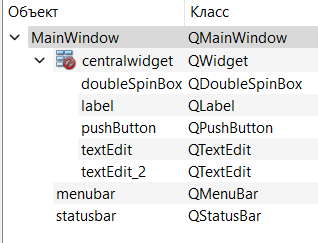 Объект Класс
MainWindow QMainWindow
centralwidget QWidget
doubleSpinBox QDoubleSpinBox
label QLabel
pushButton QPushButton
textEdit QTextEdit
textEdit_2 QTextEdit
menubar QMenuBar
statusbar QStatusBar